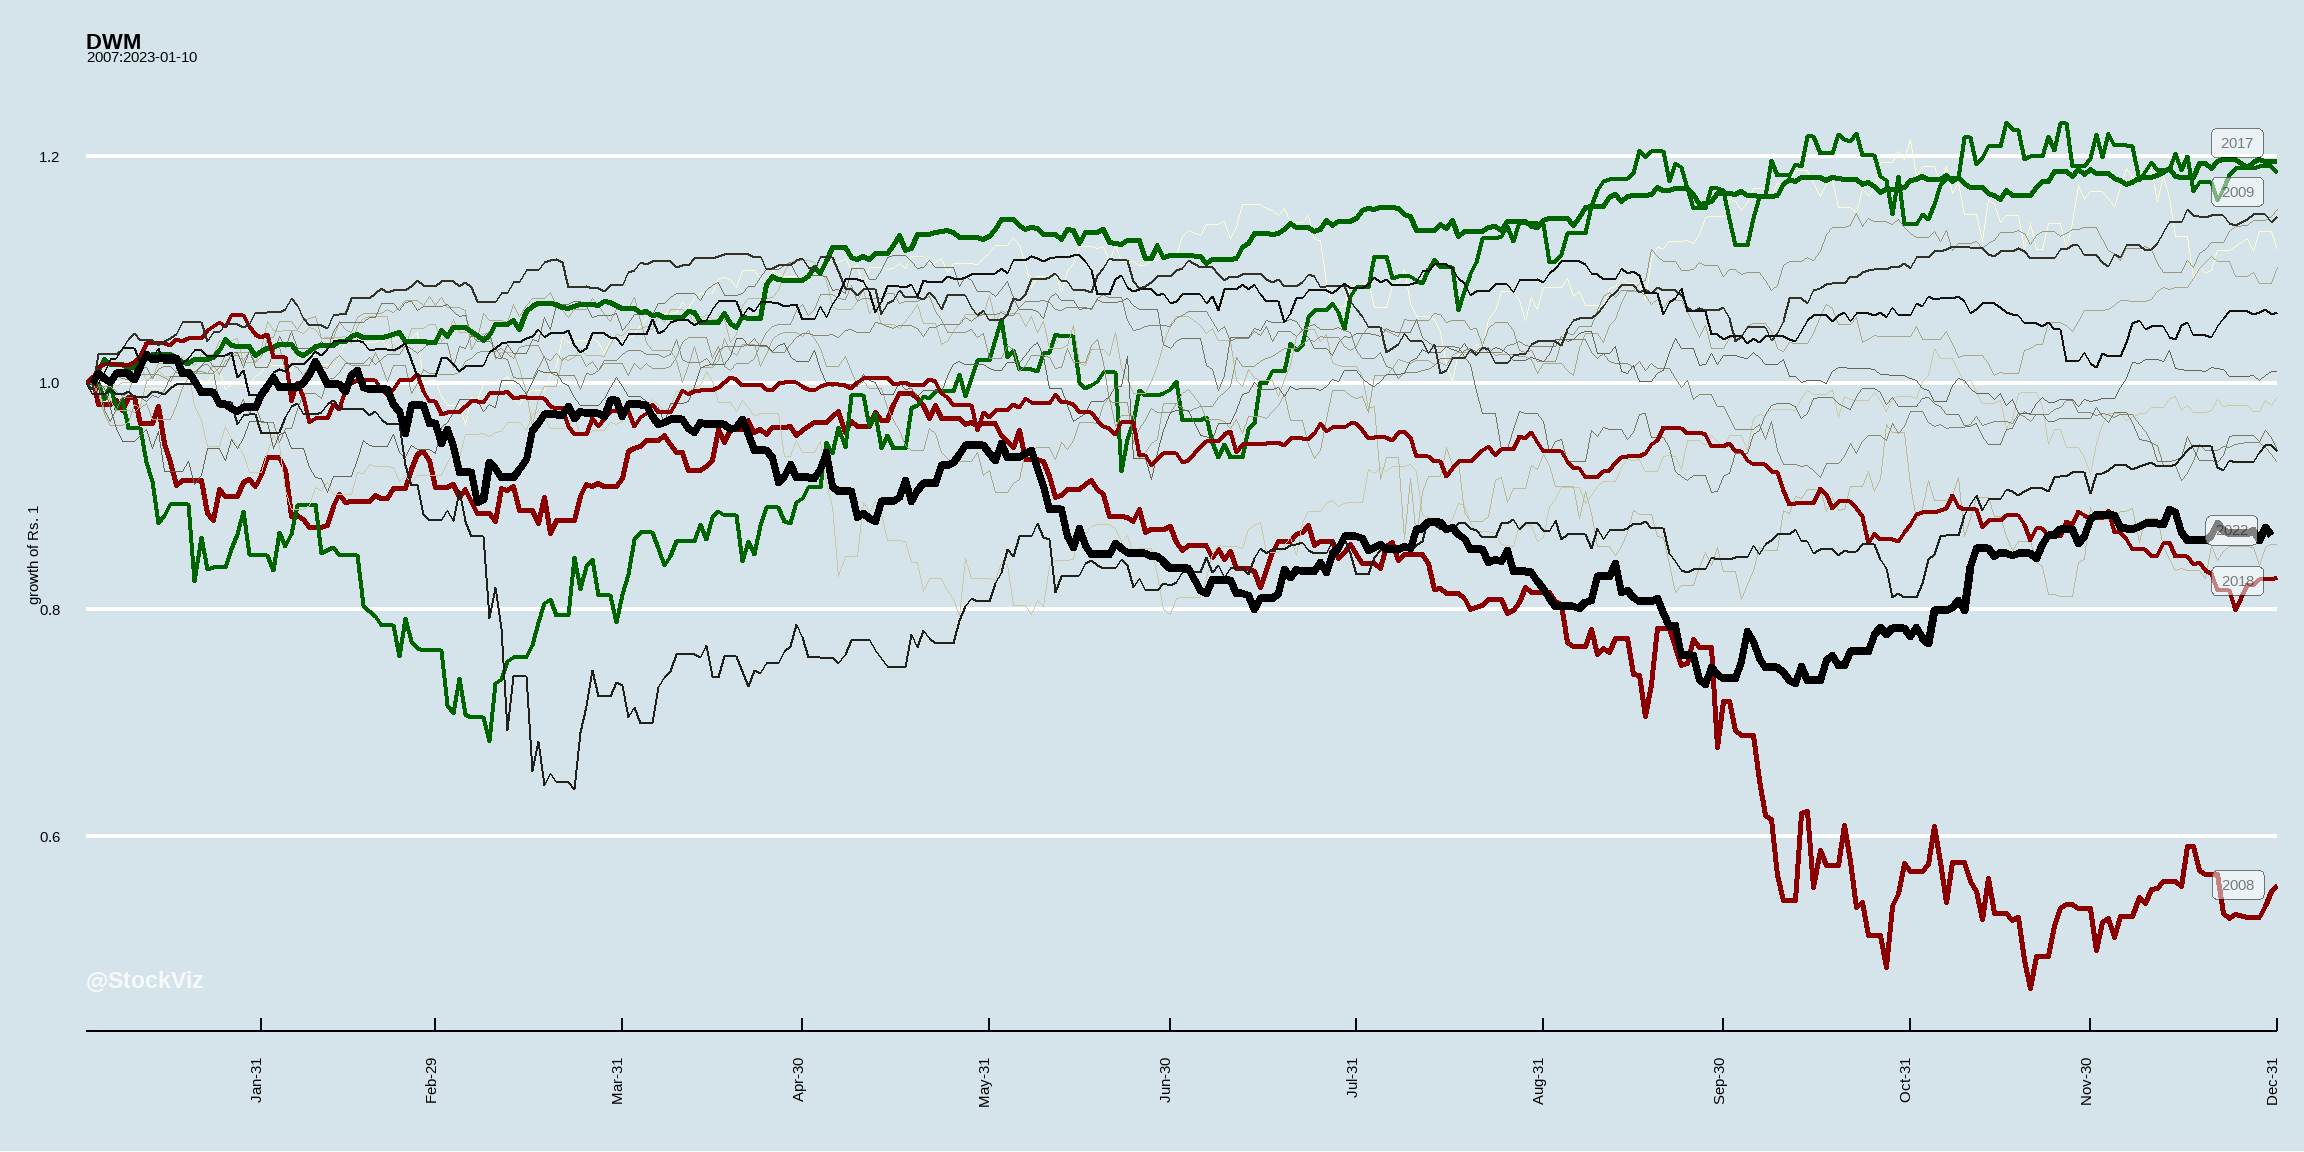 DWM
2007:2023-01-10
growth of Rs. 1
1.2
1.0
0.8
0.6
2017
2009
2022
2018
2008
@StockViz
Jan-31
Feb-29
Mar-31
Apr-30
May-31
Jun-30
Jul-31
Aug-31
Sep-30
Oct-31
Nov-30
Dec-31